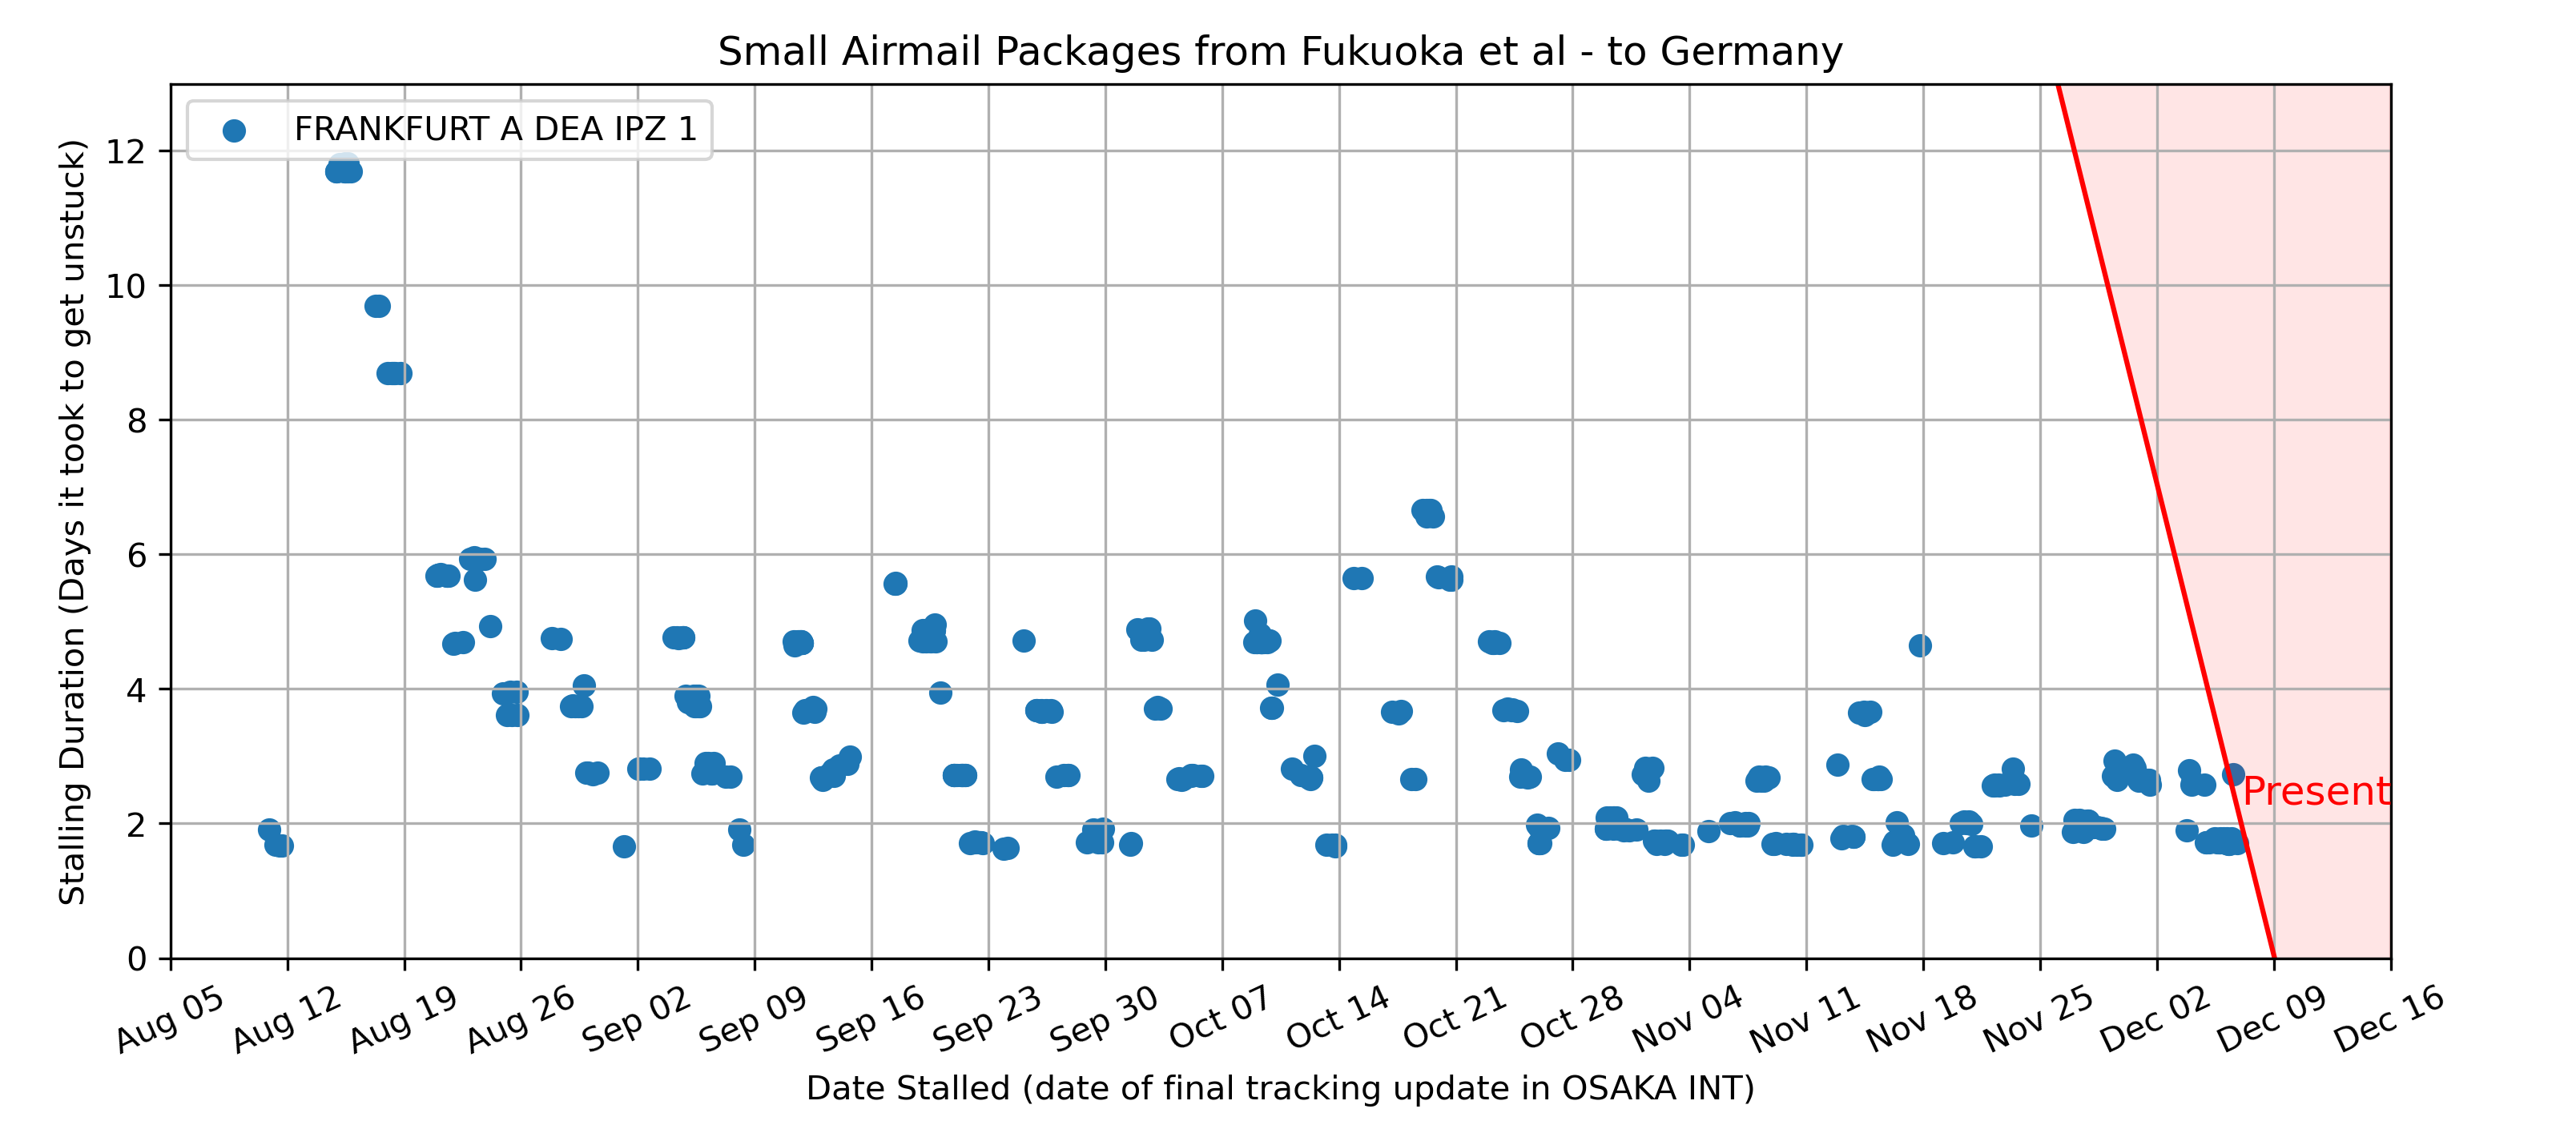 Small Airmail Packages from Fukuoka et al - to Germany
FRANKFURT A DEA IPZ 1
Stalling Duration (Days it took to get unstuck)
12
10
8
6
4
2
0
Present
Aug 05
Aug 12
Aug 19
Aug 26
Sep 02
Sep 09
Sep 16
Sep 23
Sep 30
Oct 07
Oct 14
Oct 21
Oct 28
Nov 04
Nov 11
Nov 18
Nov 25
Dec 02
Dec 09
Dec 16
Date Stalled (date of final tracking update in OSAKA INT)